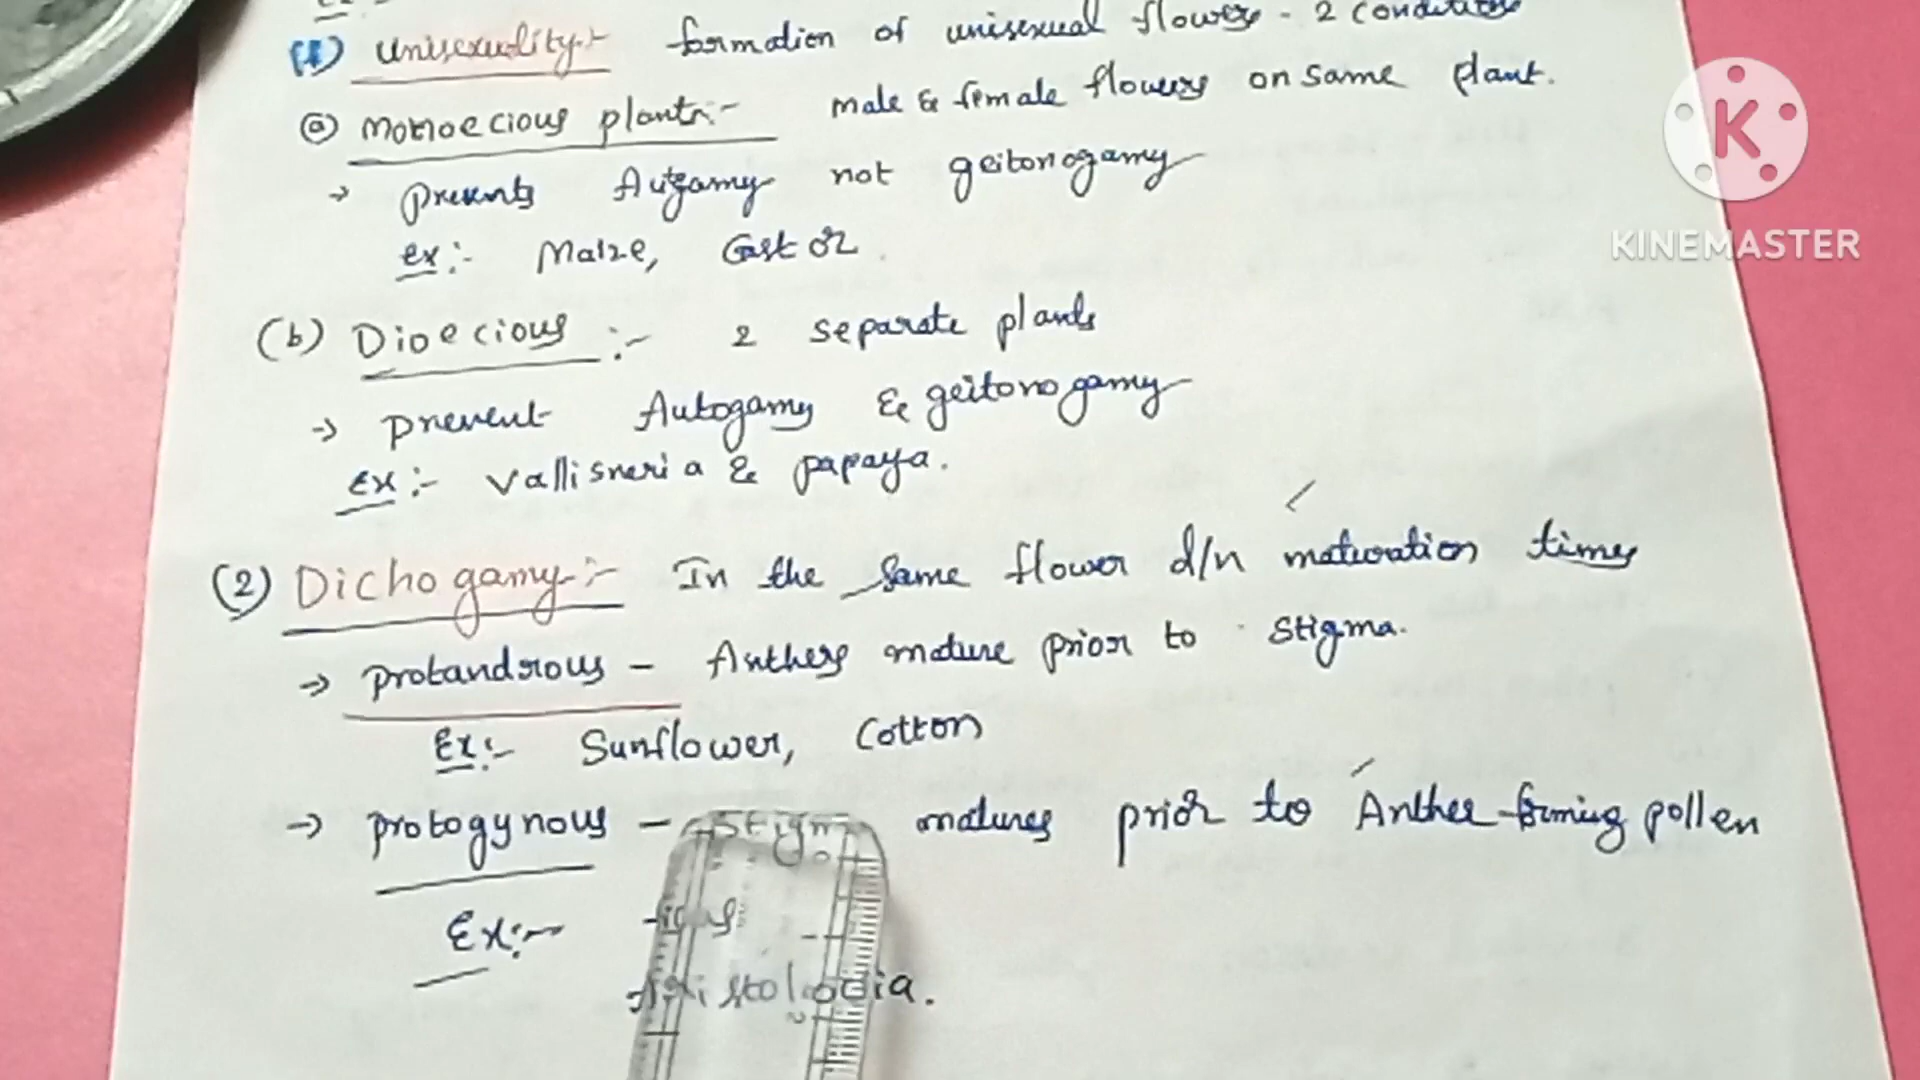 (1) Unisexulity:- formation of unisexual flowers - 2 conditions
(a) Monoecious plants:- male & female flowers on same plant.
→ prevents Autgamy not geitonogamy
ex:- Maize, Castor.
(b) Dioecious :- 2 separate plants
→ prevent Autogamy & geitonogamy
Ex:- Vallisneria & papaya.
(2) Dichogamy:- In the same flower d/n maturation times
→ protandrous - Anthers mature prior to stigma.
Ex:- Sunflower, Cotton
→ protogynous - stigma matures prior to Anther forming pollen
Ex:-
Aristolochia.
K
KINEMASTER